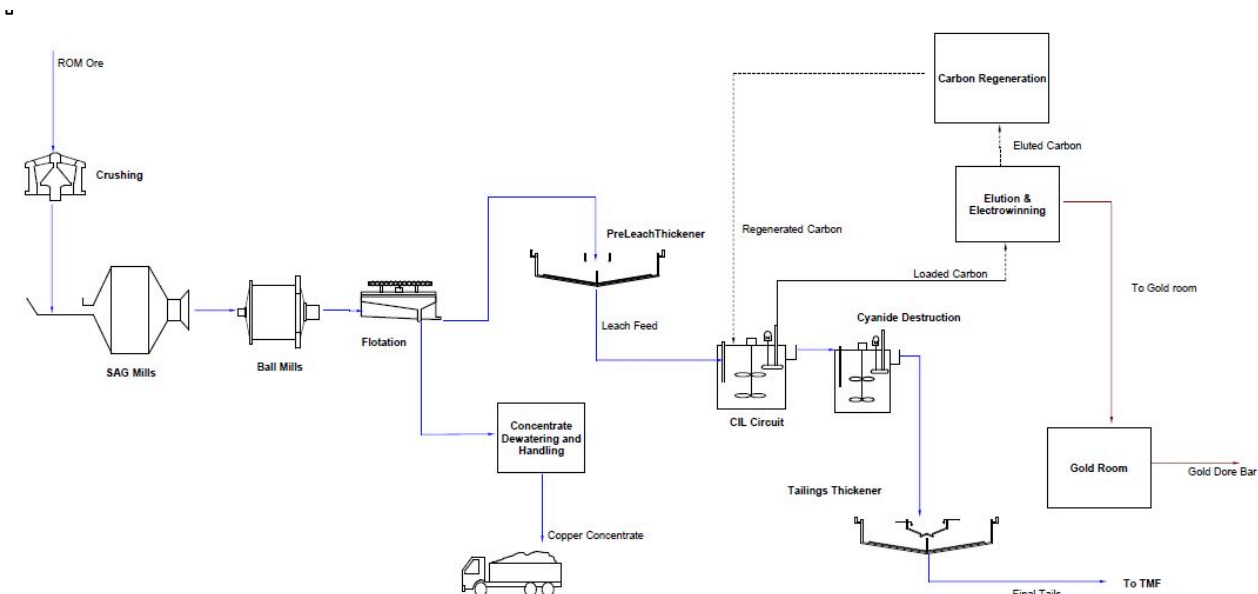 ROM Ore
Crushing
SAG Mills
Ball Mills
Flotation
PreLeachThickener
Leach Feed
Concentrate
Dewatering and
Handling
Copper Concentrate
Carbon Regeneration
Eluted Carbon
Elution &
Electrowinning
Regenerated Carbon
Loaded Carbon
To Gold room
Cyanide Destruction
CIL Circuit
Gold Room
Gold Dore Bar
Tailings Thickener
To TMF
Final Tails